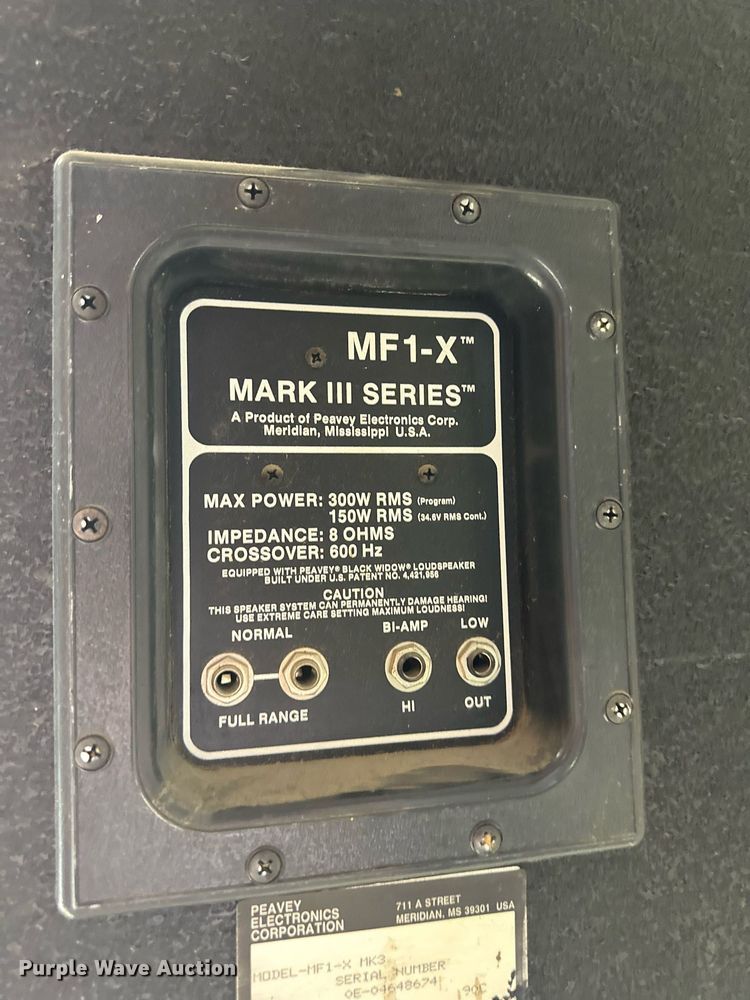 MF1-X™
MARK III SERIES™
A Product of Peavey Electronics Corp.
Meridian, Mississippi U.S.A.
MAX POWER: 300W RMS (Program)
150W RMS (34.6V RMS Cont.)
IMPEDANCE: 8 OHMS
CROSSOVER: 600 Hz
EQUIPPED WITH PEAVEY® BLACK WIDOW® LOUDSPEAKER
BUILT UNDER U.S. PATENT NO. 4,421,956
CAUTION
THIS SPEAKER SYSTEM CAN PERMANENTLY DAMAGE HEARING!
USE EXTREME CARE SETTING MAXIMUM LOUDNESS!
NORMAL BI-AMP LOW
FULL RANGE HI OUT
PEAVEY ELECTRONICS CORPORATION
711 A STREET
MERIDIAN, MS 39301 USA
MODEL-MF1-X MK3
SERIAL NUMBER
0E-04648674 90C
Purple Wave Auction